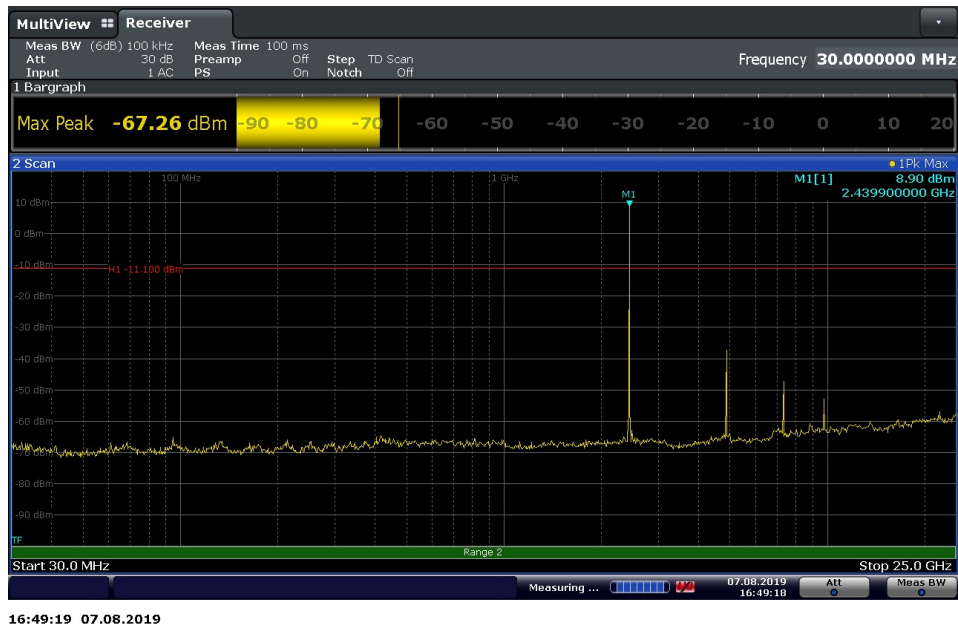 MultiView Receiver
Meas BW (6dB) 100 kHz Meas Time 100 ms
Att 30 dB Preamp Off Step TD Scan
Input 1 AC PS On Notch Off
Frequency 30.0000000 MHz
1 Bargraph
Max Peak -67.26 dBm -90 -80 -70 -60 -50 -40 -30 -20 -10 0 10 20
2 Scan 1Pk Max
100 MHz 1 GHz M1[1] 8.90 dBm
M1 2.439900000 GHz
10 dBm
0 dBm
-10 dBm
H1 -11.100 dBm
-20 dBm
-30 dBm
-40 dBm
-50 dBm
-60 dBm
-70 dBm
-80 dBm
-90 dBm
TF
Range 2
Start 30.0 MHz Stop 25.0 GHz
Measuring ... 07.08.2019 Att Meas BW
16:49:18
16:49:19 07.08.2019